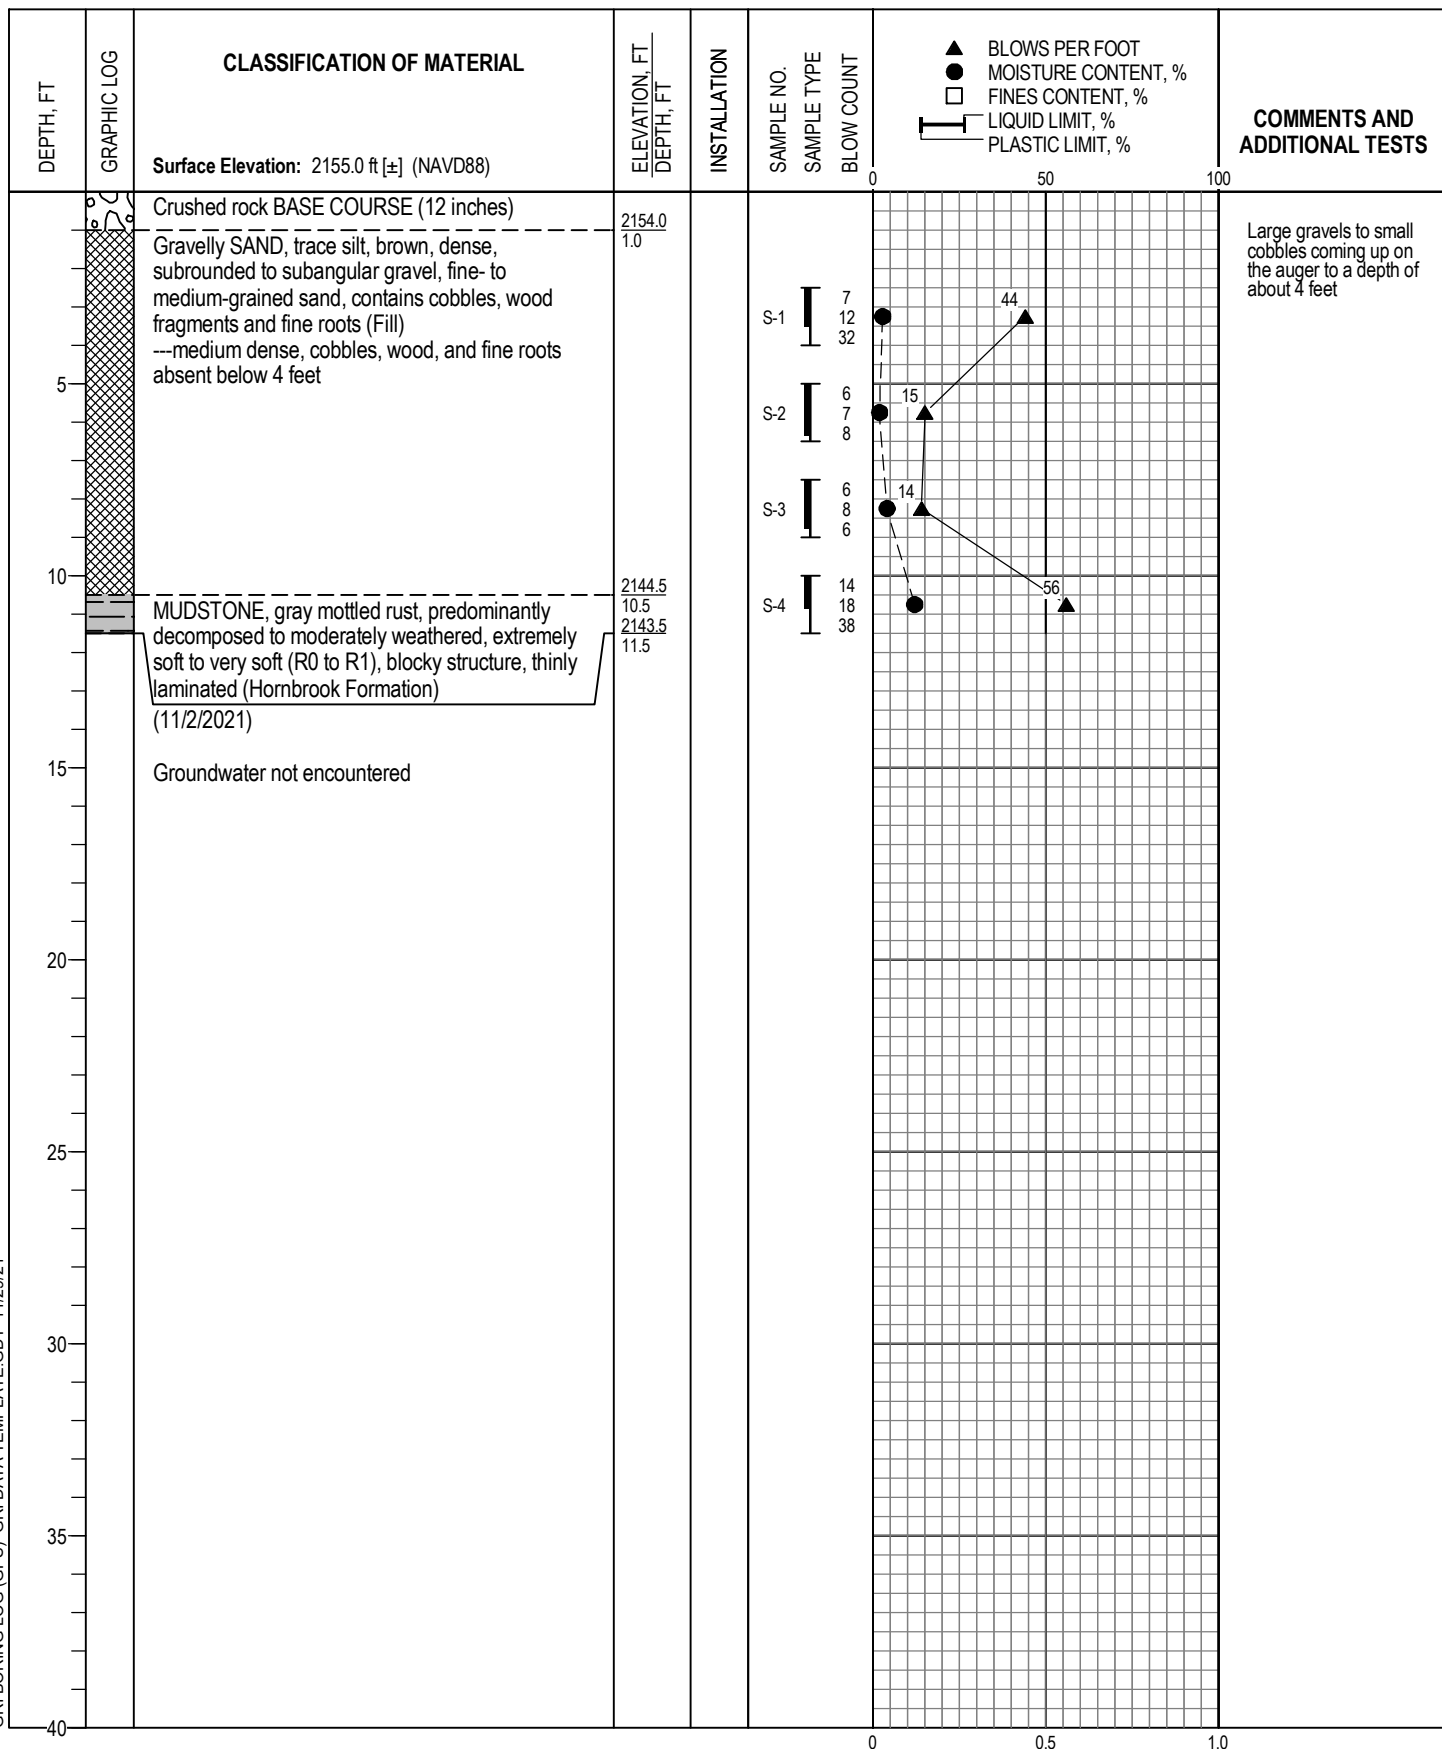 DEPTH, FT
GRAPHIC LOG
CLASSIFICATION OF MATERIAL
Surface Elevation: 2155.0 ft [±] (NAVD88)
ELEVATION, FT
DEPTH, FT
INSTALLATION
SAMPLE NO.
SAMPLE TYPE
BLOW COUNT
BLOWS PER FOOT
MOISTURE CONTENT, %
FINES CONTENT, %
LIQUID LIMIT, %
PLASTIC LIMIT, %
COMMENTS AND
ADDITIONAL TESTS
0 50 100
Crushed rock BASE COURSE (12 inches)
2154.0
1.0
Gravelly SAND, trace silt, brown, dense,
subrounded to subangular gravel, fine- to
medium-grained sand, contains cobbles, wood
fragments and fine roots (Fill)
---medium dense, cobbles, wood, and fine roots
absent below 4 feet
Large gravels to small
cobbles coming up on
the auger to a depth of
about 4 feet
S-1
7
12
32
44
5
S-2
6
7
8
15
S-3
6
8
6
14
10
2144.5
10.5
2143.5
11.5
S-4
14
18
38
56
MUDSTONE, gray mottled rust, predominantly
decomposed to moderately weathered, extremely
soft to very soft (R0 to R1), blocky structure, thinly
laminated (Hornbrook Formation)
(11/2/2021)
Groundwater not encountered
15
20
25
30
35
40
0 0.5 1.0